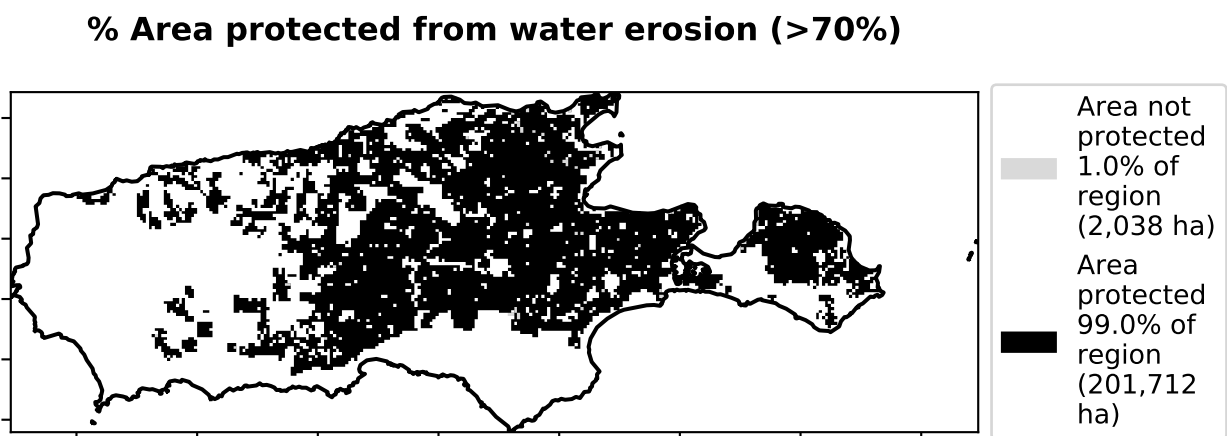 % Area protected from water erosion (>70%)
Area not
protected
1.0% of
region
(2,038 ha)
Area
protected
99.0% of
region
(201,712
ha)